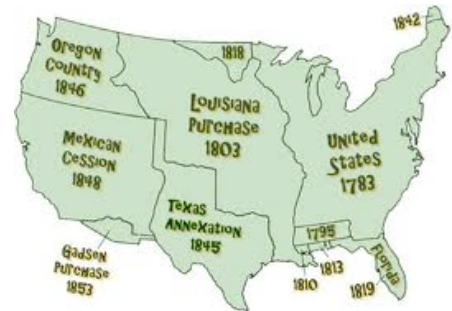 1842
Oregon
Country
1846
1818
Louisiana
Purchase
1803
United
States
1783
Mexican
Cession
1848
Texas
Annexation
1845
1795
Gadsen
Purchase
1853
1810
1813
Florida
1819